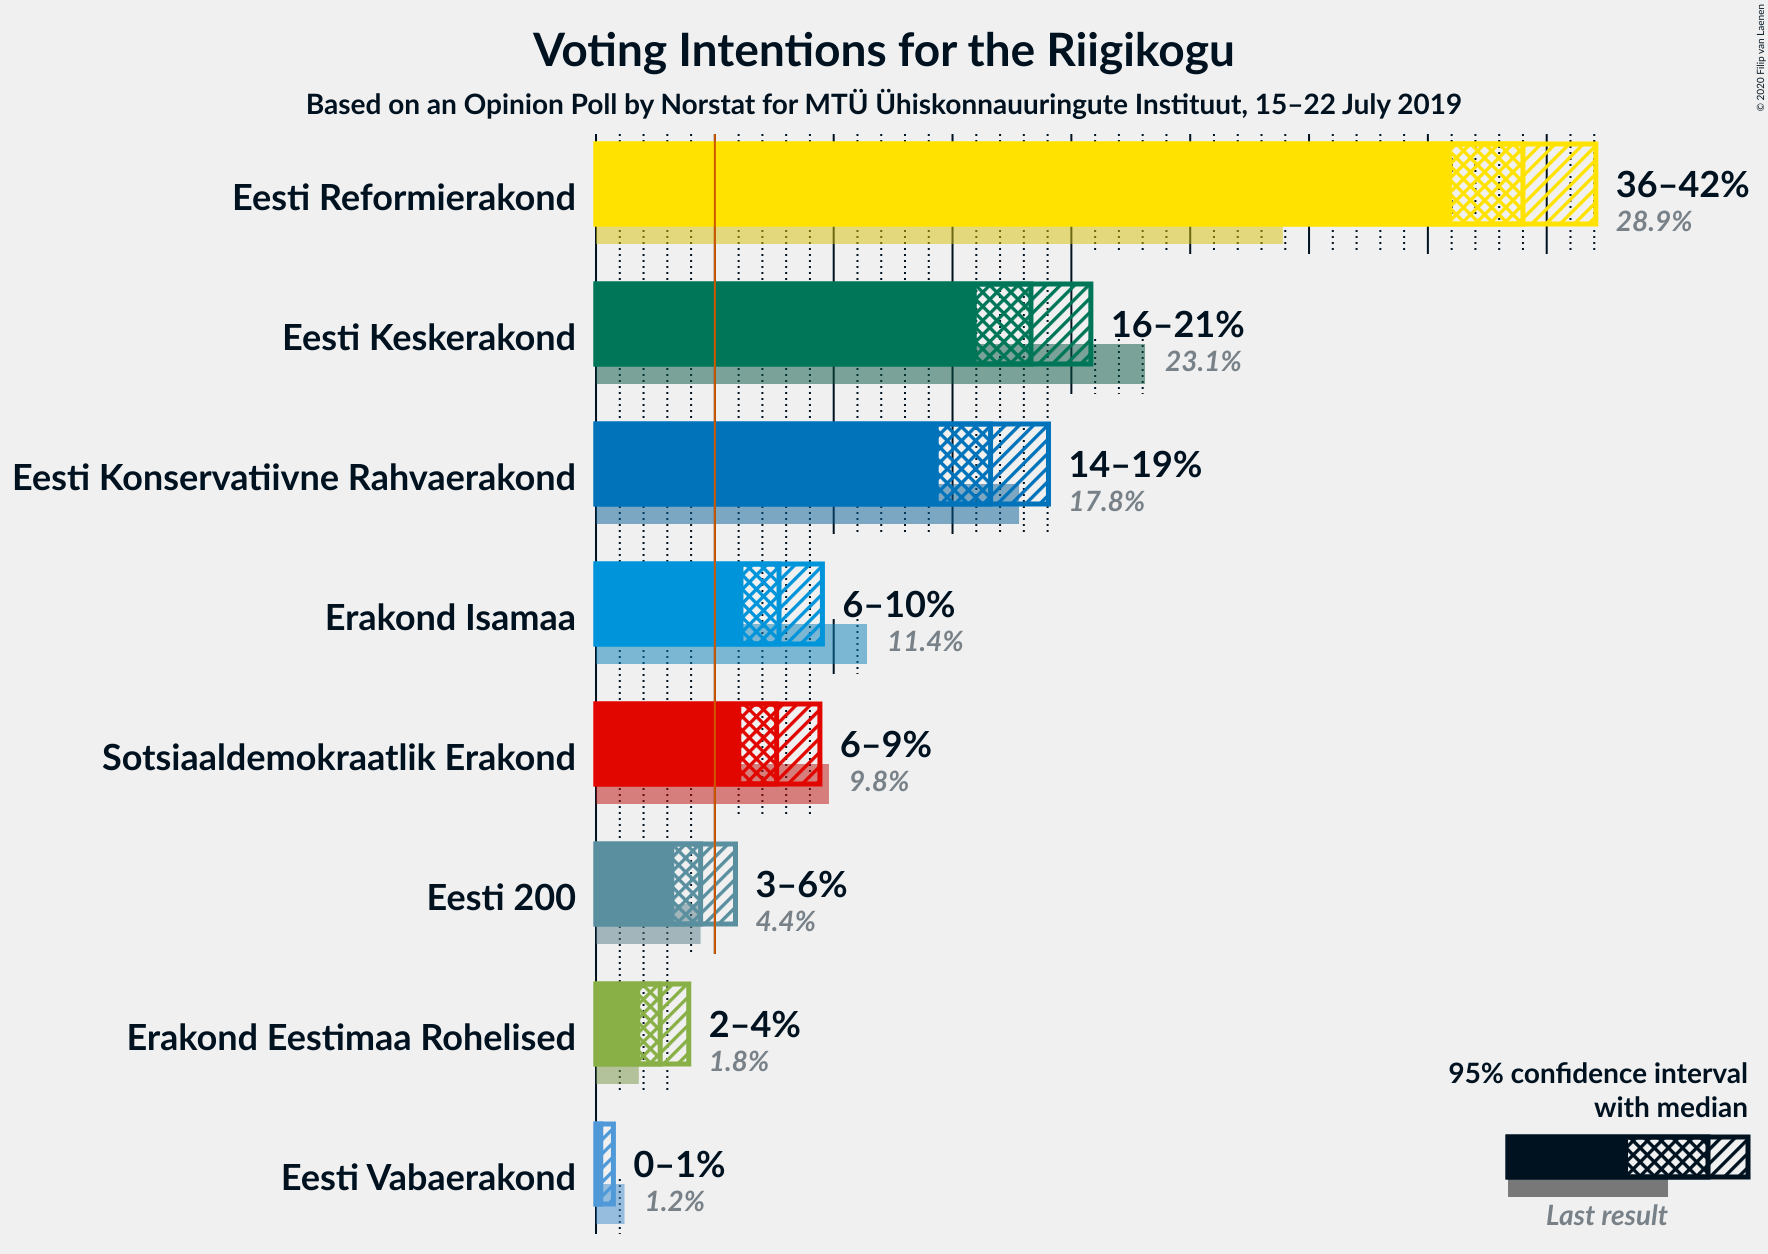 Voting Intentions for the Riigikogu
Based on an Opinion Poll by Norstat for MTÜ Ühiskonnauuringute Instituut, 15–22 July 2019
© 2020 Filip van Laenen
Eesti Reformierakond
36–42%
28.9%
Eesti Keskerakond
16–21%
23.1%
Eesti Konservatiivne Rahvaerakond
14–19%
17.8%
Erakond Isamaa
6–10%
11.4%
Sotsiaaldemokraatlik Erakond
6–9%
9.8%
Eesti 200
3–6%
4.4%
Erakond Eestimaa Rohelised
2–4%
1.8%
Eesti Vabaerakond
0–1%
1.2%
95% confidence interval
with median
Last result